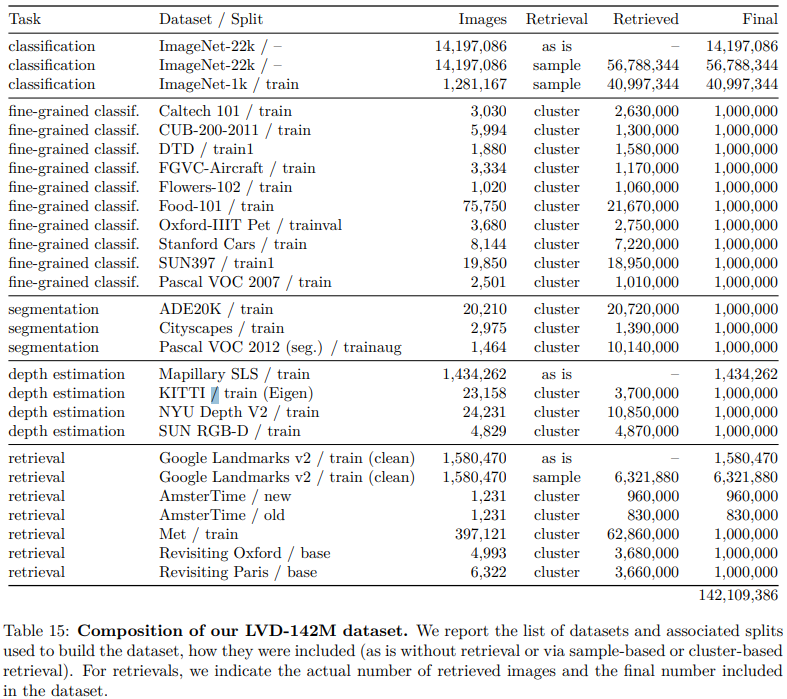 Task Dataset / Split Images Retrieval Retrieved Final
classification ImageNet-22k / – 14,197,086 as is – 14,197,086
classification ImageNet-22k / – 14,197,086 sample 56,788,344 56,788,344
classification ImageNet-1k / train 1,281,167 sample 40,997,344 40,997,344
fine-grained classif. Caltech 101 / train 3,030 cluster 2,630,000 1,000,000
fine-grained classif. CUB-200-2011 / train 5,994 cluster 1,300,000 1,000,000
fine-grained classif. DTD / train1 1,880 cluster 1,580,000 1,000,000
fine-grained classif. FGVC-Aircraft / train 3,334 cluster 1,170,000 1,000,000
fine-grained classif. Flowers-102 / train 1,020 cluster 1,060,000 1,000,000
fine-grained classif. Food-101 / train 75,750 cluster 21,670,000 1,000,000
fine-grained classif. Oxford-IIIT Pet / trainval 3,680 cluster 2,750,000 1,000,000
fine-grained classif. Stanford Cars / train 8,144 cluster 7,220,000 1,000,000
fine-grained classif. SUN397 / train1 19,850 cluster 18,950,000 1,000,000
fine-grained classif. Pascal VOC 2007 / train 2,501 cluster 1,010,000 1,000,000
segmentation ADE20K / train 20,210 cluster 20,720,000 1,000,000
segmentation Cityscapes / train 2,975 cluster 1,390,000 1,000,000
segmentation Pascal VOC 2012 (seg.) / trainaug 1,464 cluster 10,140,000 1,000,000
depth estimation Mapillary SLS / train 1,434,262 as is – 1,434,262
depth estimation KITTI / train (Eigen) 23,158 cluster 3,700,000 1,000,000
depth estimation NYU Depth V2 / train 24,231 cluster 10,850,000 1,000,000
depth estimation SUN RGB-D / train 4,829 cluster 4,870,000 1,000,000
retrieval Google Landmarks v2 / train (clean) 1,580,470 as is – 1,580,470
retrieval Google Landmarks v2 / train (clean) 1,580,470 sample 6,321,880 6,321,880
retrieval AmsterTime / new 1,231 cluster 960,000 960,000
retrieval AmsterTime / old 1,231 cluster 830,000 830,000
retrieval Met / train 397,121 cluster 62,860,000 1,000,000
retrieval Revisiting Oxford / base 4,993 cluster 3,680,000 1,000,000
retrieval Revisiting Paris / base 6,322 cluster 3,660,000 1,000,000
142,109,386
Table 15: Composition of our LVD-142M dataset. We report the list of datasets and associated splits
used to build the dataset, how they were included (as is without retrieval or via sample-based or cluster-based
retrieval). For retrievals, we indicate the actual number of retrieved images and the final number included
in the dataset.